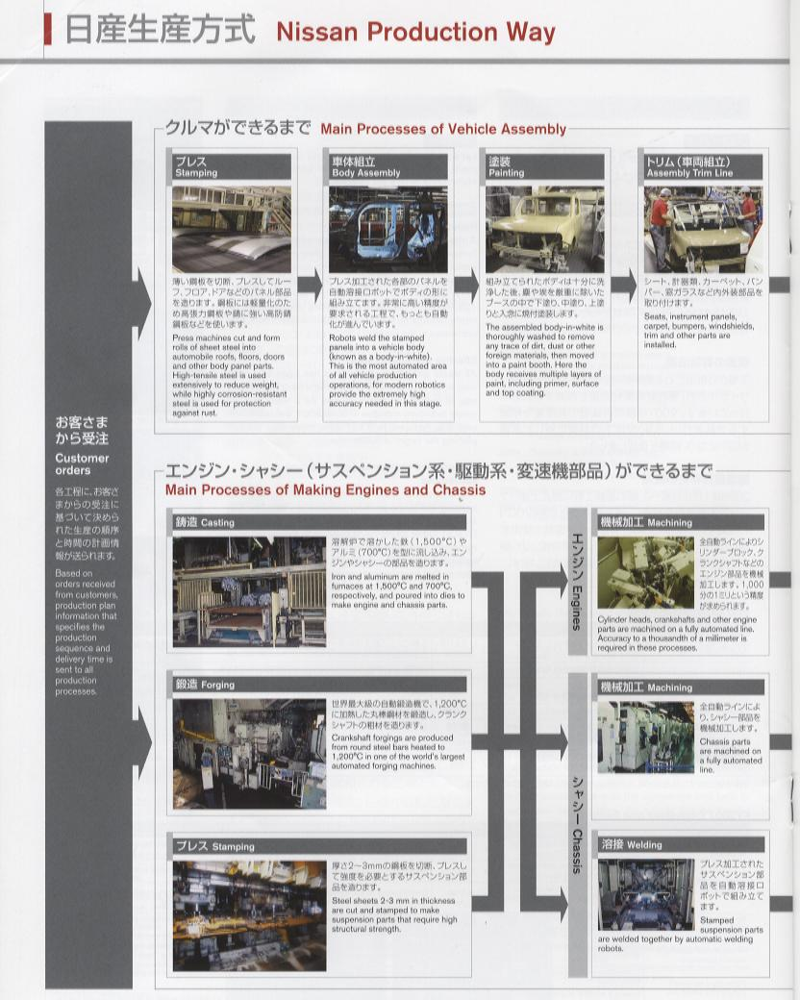 日産生産方式 Nissan Production Way
クルマができるまで Main Processes of Vehicle Assembly
プレス
Stamping
薄い鋼板を切断、プレスしてルー
フ、フロア、ドアなどのパネル部品
を造ります。鋼板には軽量化のた
め高張力鋼板や錆に強い高防錆
鋼板などを使います。
Press machines cut and form
rolls of sheet steel into
automobile roofs, floors, doors
and other body panel parts.
High-tensile steel is used
extensively to reduce weight,
while highly corrosion-resistant
steel is used for protection
against rust.
車体組立
Body Assembly
プレス加工された各部のパネルを
自動溶接ロボットでボディの形に
組み立てます。非常に高い精度が
要求される工程で、もっとも自動
化が進んでいます。
Robots weld the stamped
panels into a vehicle body
(known as a body-in-white).
This is the most automated area
of all vehicle production
operations, for modern robotics
provide the extremely high
accuracy needed in this stage.
塗装
Painting
組み立てられたボディは十分に洗
浄した後、塵や埃を厳重に除いた
ブースの中で下塗り、中塗り、上塗
りと入念に焼付塗装します。
The assembled body-in-white is
thoroughly washed to remove
any trace of dirt, dust or other
foreign materials, then moved
into a paint booth. Here the
body receives multiple layers of
paint, including primer, surface
and top coating.
トリム（車両組立）
Assembly Trim Line
シート、計器類、カーペット、バン
パー、窓ガラスなど内外装部品を
取り付けます。
Seats, instrument panels,
carpet, bumpers, windshields,
trim and other parts are
installed.
お客さま
から受注
Customer
orders
各工程に、お客さ
まからの受注に
基づいて決めら
れた生産の順序
と時間の計画情
報が送られます。
Based on
orders received
from customers,
production plan
information that
specifies the
production
sequence and
delivery time is
sent to all
production
processes.
エンジン・シャシー（サスペンション系・駆動系・変速機部品）ができるまで
Main Processes of Making Engines and Chassis
鋳造 Casting
溶解炉で溶かした鉄（1,500°C）や
アルミ（700°C）を型に流し込み、エン
ジンやシャシーの部品を造ります。
Iron and aluminum are melted in
furnaces at 1,500°C and 700°C,
respectively, and poured into dies to
make engine and chassis parts.
鍛造 Forging
世界最大級の自動鍛造機で、1,200°C
に加熱した丸棒鋼材を鍛造し、クランク
シャフトの粗材を造ります。
Crankshaft forgings are produced
from round steel bars heated to
1,200°C in one of the world's largest
automated forging machines.
プレス Stamping
厚さ2～3mmの鋼板を切断、プレスし
て強度を必要とするサスペンション部
品を造ります。
Steel sheets 2-3 mm in thickness
are cut and stamped to make
suspension parts that require high
structural strength.
エンジン Engines
機械加工 Machining
全自動ラインによりシ
リンダーブロック、ク
ランクシャフトなどの
エンジン部品を機械
加工します。1,000
分の1ミリという精度
が求められます。
Cylinder heads, crankshafts and other engine
parts are machined on a fully automated line.
Accuracy to a thousandth of a millimeter is
required in these processes.
シャシー Chassis
機械加工 Machining
全自動ラインによ
り、シャシー部品を
機械加工します。
Chassis parts
are machined on
a fully automated
line.
溶接 Welding
プレス加工された
サスペンション部
品を自動溶接ロ
ボットで組み立て
ます。
Stamped
suspension parts
are welded together by automatic welding
robots.